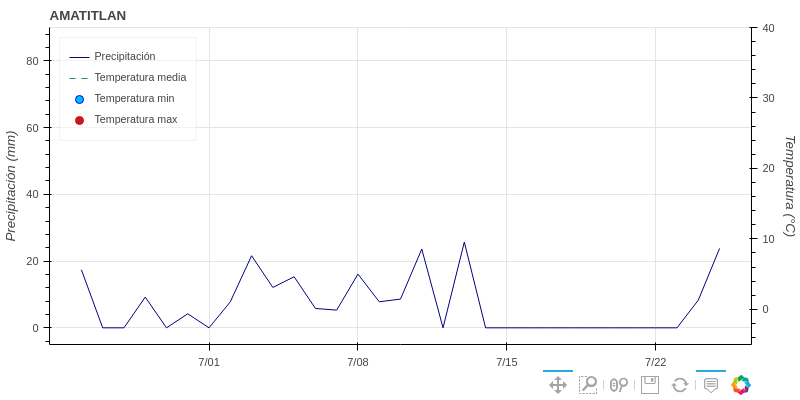 AMATITLAN
Precipitación
Temperatura media
Temperatura min
Temperatura max
Precipitación (mm)
80
60
40
20
0
40
30
20
10
0
Temperatura (°C)
7/01
7/08
7/15
7/22